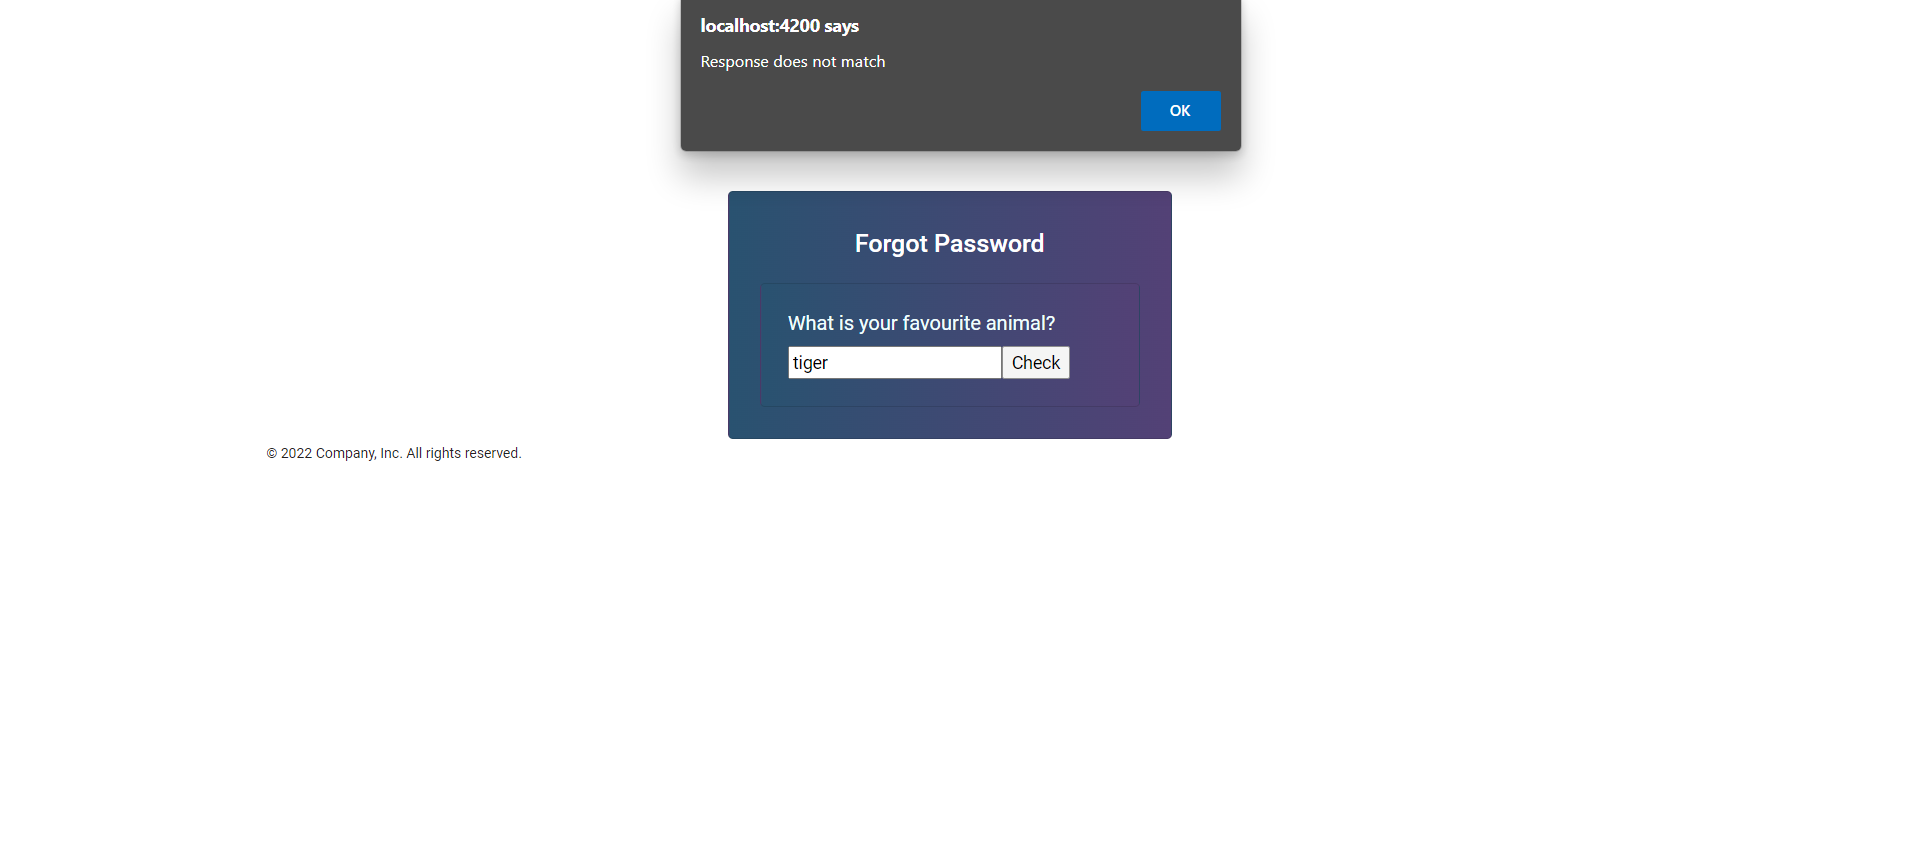 localhost:4200 says
Response does not match
OK
Forgot Password
What is your favourite animal?
tiger
Check
© 2022 Company, Inc. All rights reserved.